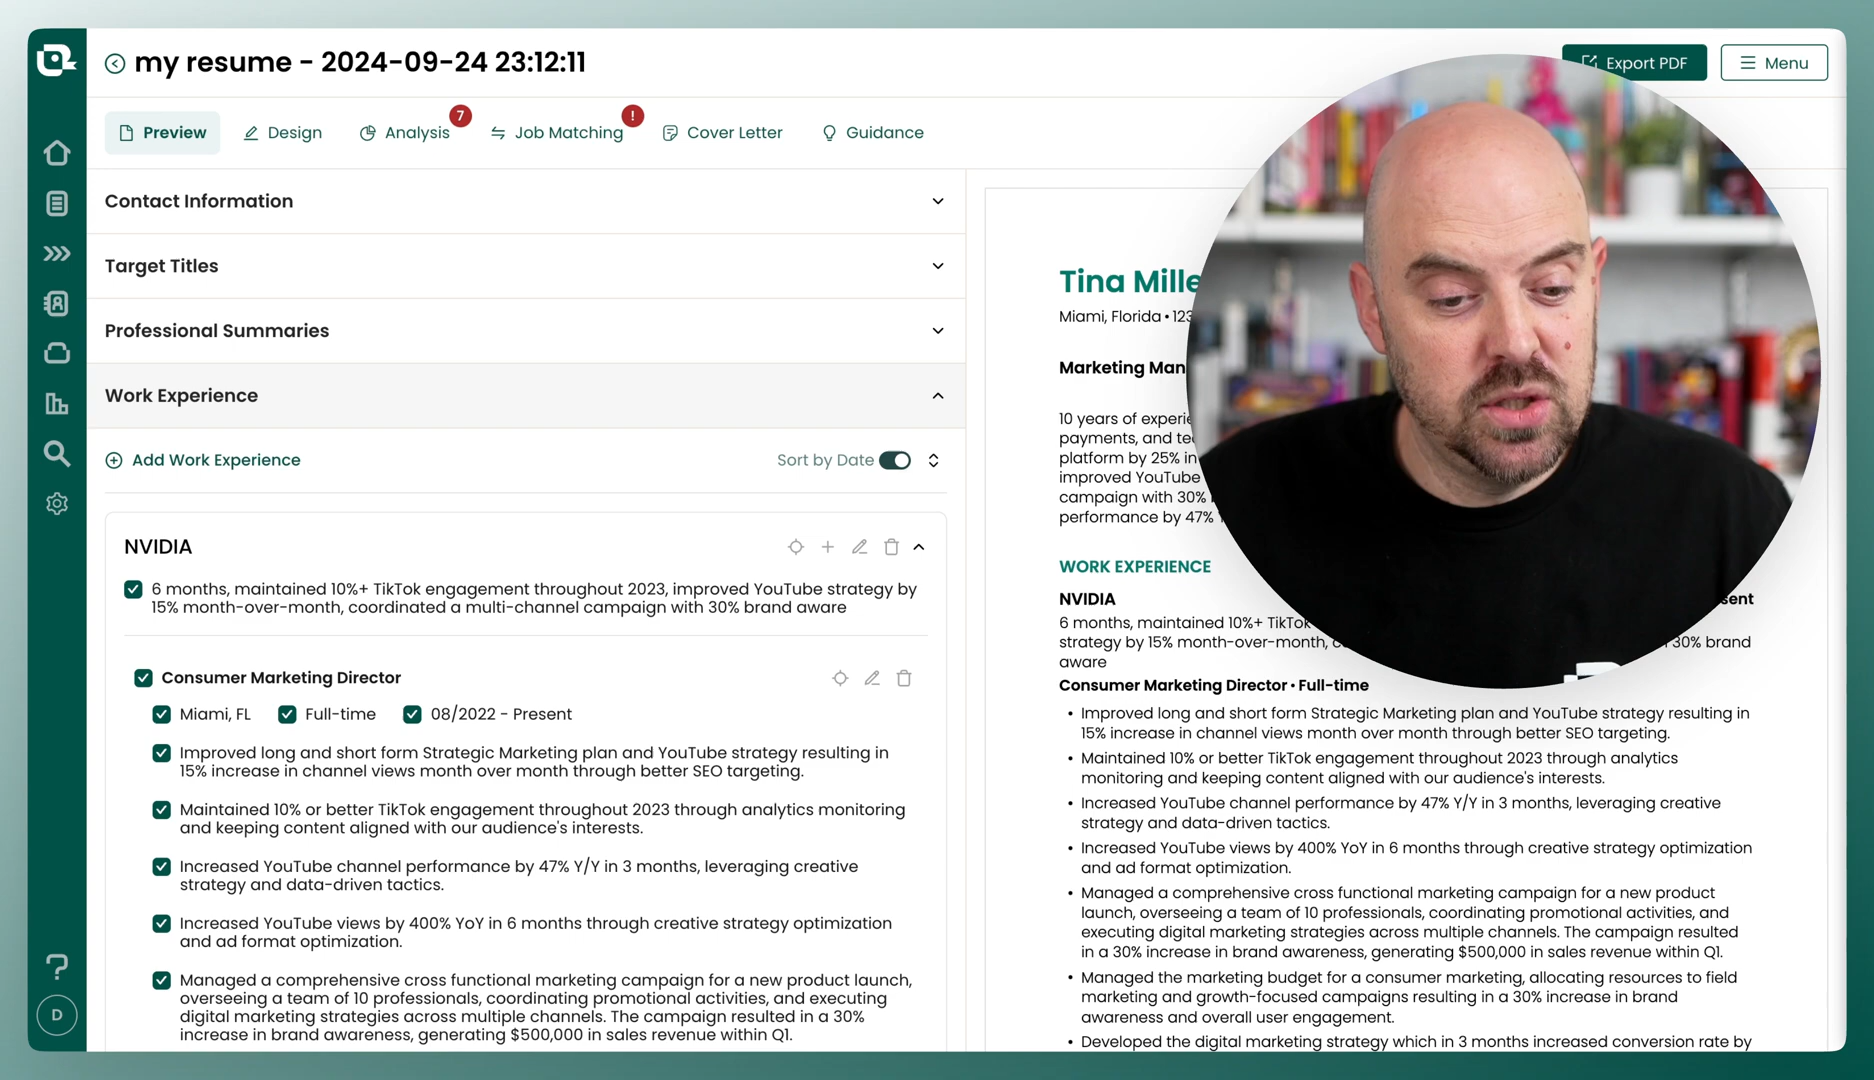 my resume - 2024-09-24 23:12:11
Export PDF
Menu
Preview
Design
Analysis
7
Job Matching
!
Cover Letter
Guidance
Contact Information
Target Titles
Professional Summaries
Work Experience
Add Work Experience
Sort by Date
NVIDIA
6 months, maintained 10%+ TikTok engagement throughout 2023, improved YouTube strategy by
15% month-over-month, coordinated a multi-channel campaign with 30% brand aware
Consumer Marketing Director
Miami, FL
Full-time
08/2022 - Present
Improved long and short form Strategic Marketing plan and YouTube strategy resulting in
15% increase in channel views month over month through better SEO targeting.
Maintained 10% or better TikTok engagement throughout 2023 through analytics monitoring
and keeping content aligned with our audience's interests.
Increased YouTube channel performance by 47% Y/Y in 3 months, leveraging creative
strategy and data-driven tactics.
Increased YouTube views by 400% YoY in 6 months through creative strategy optimization
and ad format optimization.
Managed a comprehensive cross functional marketing campaign for a new product launch,
overseeing a team of 10 professionals, coordinating promotional activities, and executing
digital marketing strategies across multiple channels. The campaign resulted in a 30%
increase in brand awareness, generating $500,000 in sales revenue within Q1.
?
D
Tina Mille
Miami, Florida • 123
Marketing Man
10 years of experie
payments, and te
platform by 25% in
improved YouTube
campaign with 30%
performance by 47%
WORK EXPERIENCE
NVIDIA
sent
6 months, maintained 10%+ TikTok
strategy by 15% month-over-month, c
30% brand
aware
Consumer Marketing Director • Full-time
• Improved long and short form Strategic Marketing plan and YouTube strategy resulting in
15% increase in channel views month over month through better SEO targeting.
• Maintained 10% or better TikTok engagement throughout 2023 through analytics
monitoring and keeping content aligned with our audience's interests.
• Increased YouTube channel performance by 47% Y/Y in 3 months, leveraging creative
strategy and data-driven tactics.
• Increased YouTube views by 400% YoY in 6 months through creative strategy optimization
and ad format optimization.
• Managed a comprehensive cross functional marketing campaign for a new product
launch, overseeing a team of 10 professionals, coordinating promotional activities, and
executing digital marketing strategies across multiple channels. The campaign resulted
in a 30% increase in brand awareness, generating $500,000 in sales revenue within Q1.
• Managed the marketing budget for a consumer marketing, allocating resources to field
marketing and growth-focused campaigns resulting in a 30% increase in brand
awareness and overall user engagement.
• Developed the digital marketing strategy which in 3 months increased conversion rate by